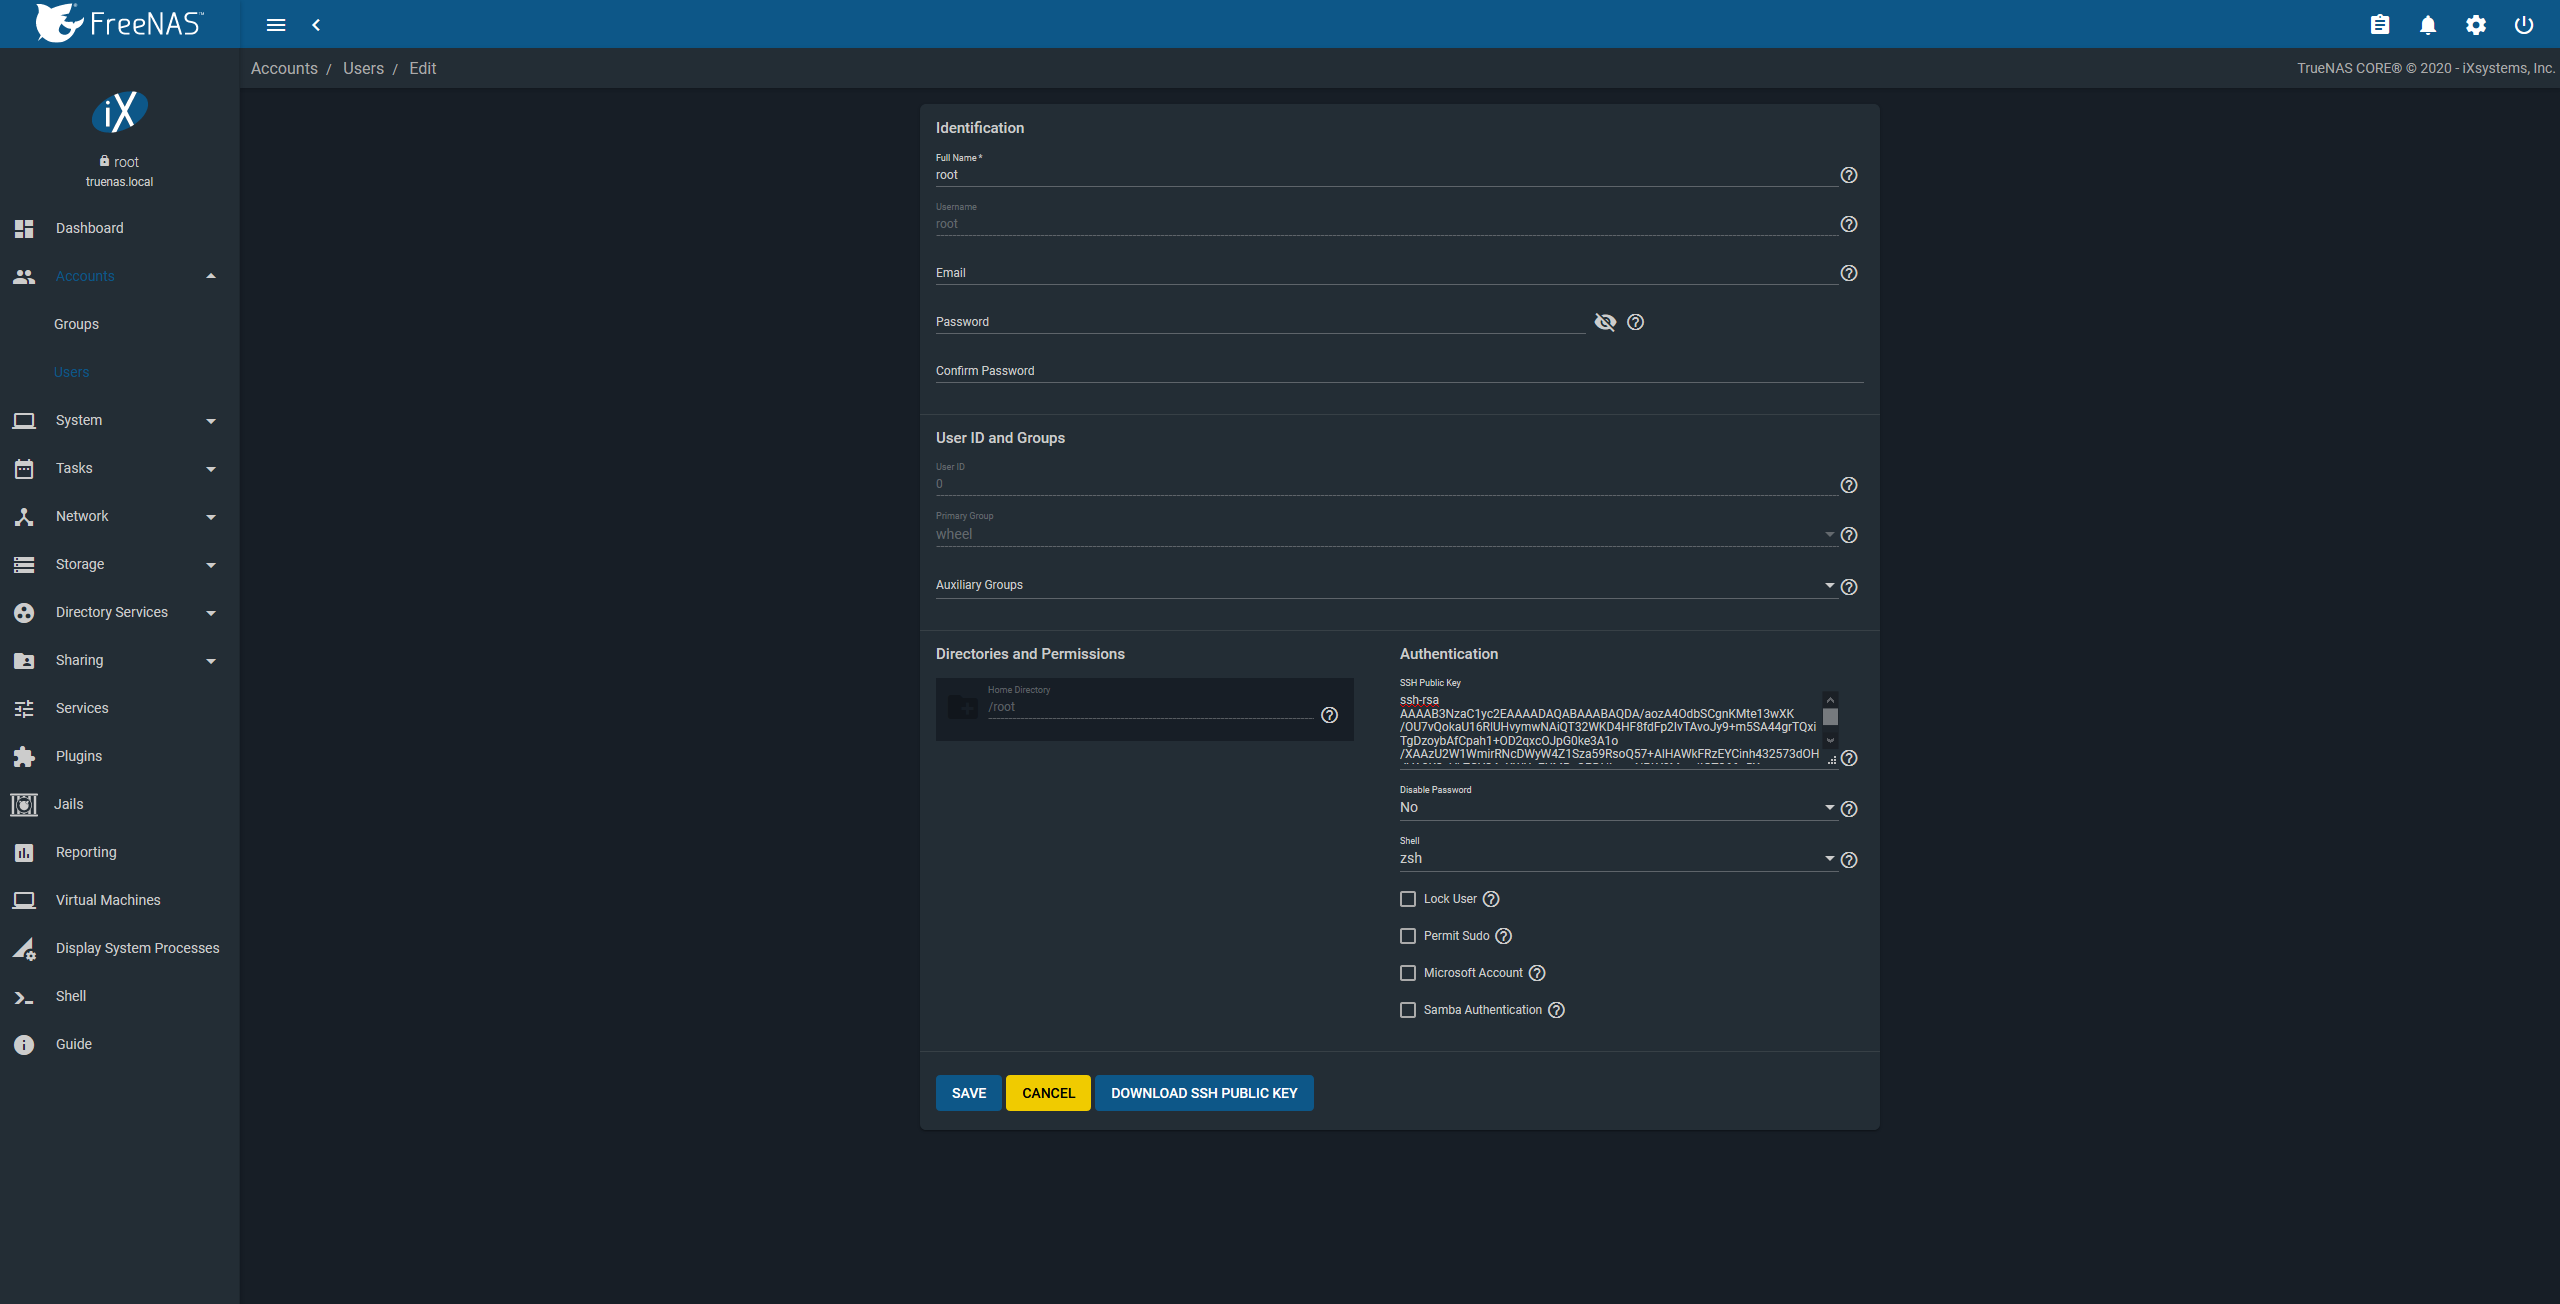 FreeNAS™
Accounts / Users / Edit
TrueNAS CORE® © 2020 - iXsystems, Inc.
iX
root
truenas.local
Dashboard
Accounts
Groups
Users
System
Tasks
Network
Storage
Directory Services
Sharing
Services
Plugins
Jails
Reporting
Virtual Machines
Display System Processes
Shell
Guide
Identification
Full Name *
root
Username
root
Email
Password
Confirm Password
User ID and Groups
User ID
0
Primary Group
wheel
Auxiliary Groups
Directories and Permissions
Home Directory
/root
Authentication
SSH Public Key
ssh-rsa
AAAAB3NzaC1yc2EAAAADAQABAAABAQDA/aozA4OdbSCgnKMte13wXK
/OU7vQokaU16RlUHvymwNAiQT32WKD4HF8fdFp2IvTAvoJy9+m5SA44grTQxi
TgDzoybAfCpah1+OD2qxcOJpG0ke3A1o
/XAAzU2W1WmirRNcDWyW4Z1Sza59RsoQ57+AlHAWkFRzEYCinh432573dOH
Disable Password
No
Shell
zsh
Lock User
Permit Sudo
Microsoft Account
Samba Authentication
SAVE
CANCEL
DOWNLOAD SSH PUBLIC KEY